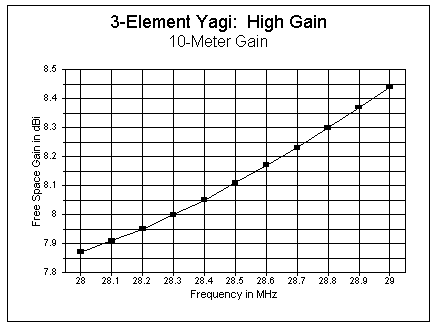 3-Element Yagi: High Gain
10-Meter Gain
Free Space Gain in dBi
8.5
8.4
8.3
8.2
8.1
8
7.9
7.8
28 28.1 28.2 28.3 28.4 28.5 28.6 28.7 28.8 28.9 29
Frequency in MHz